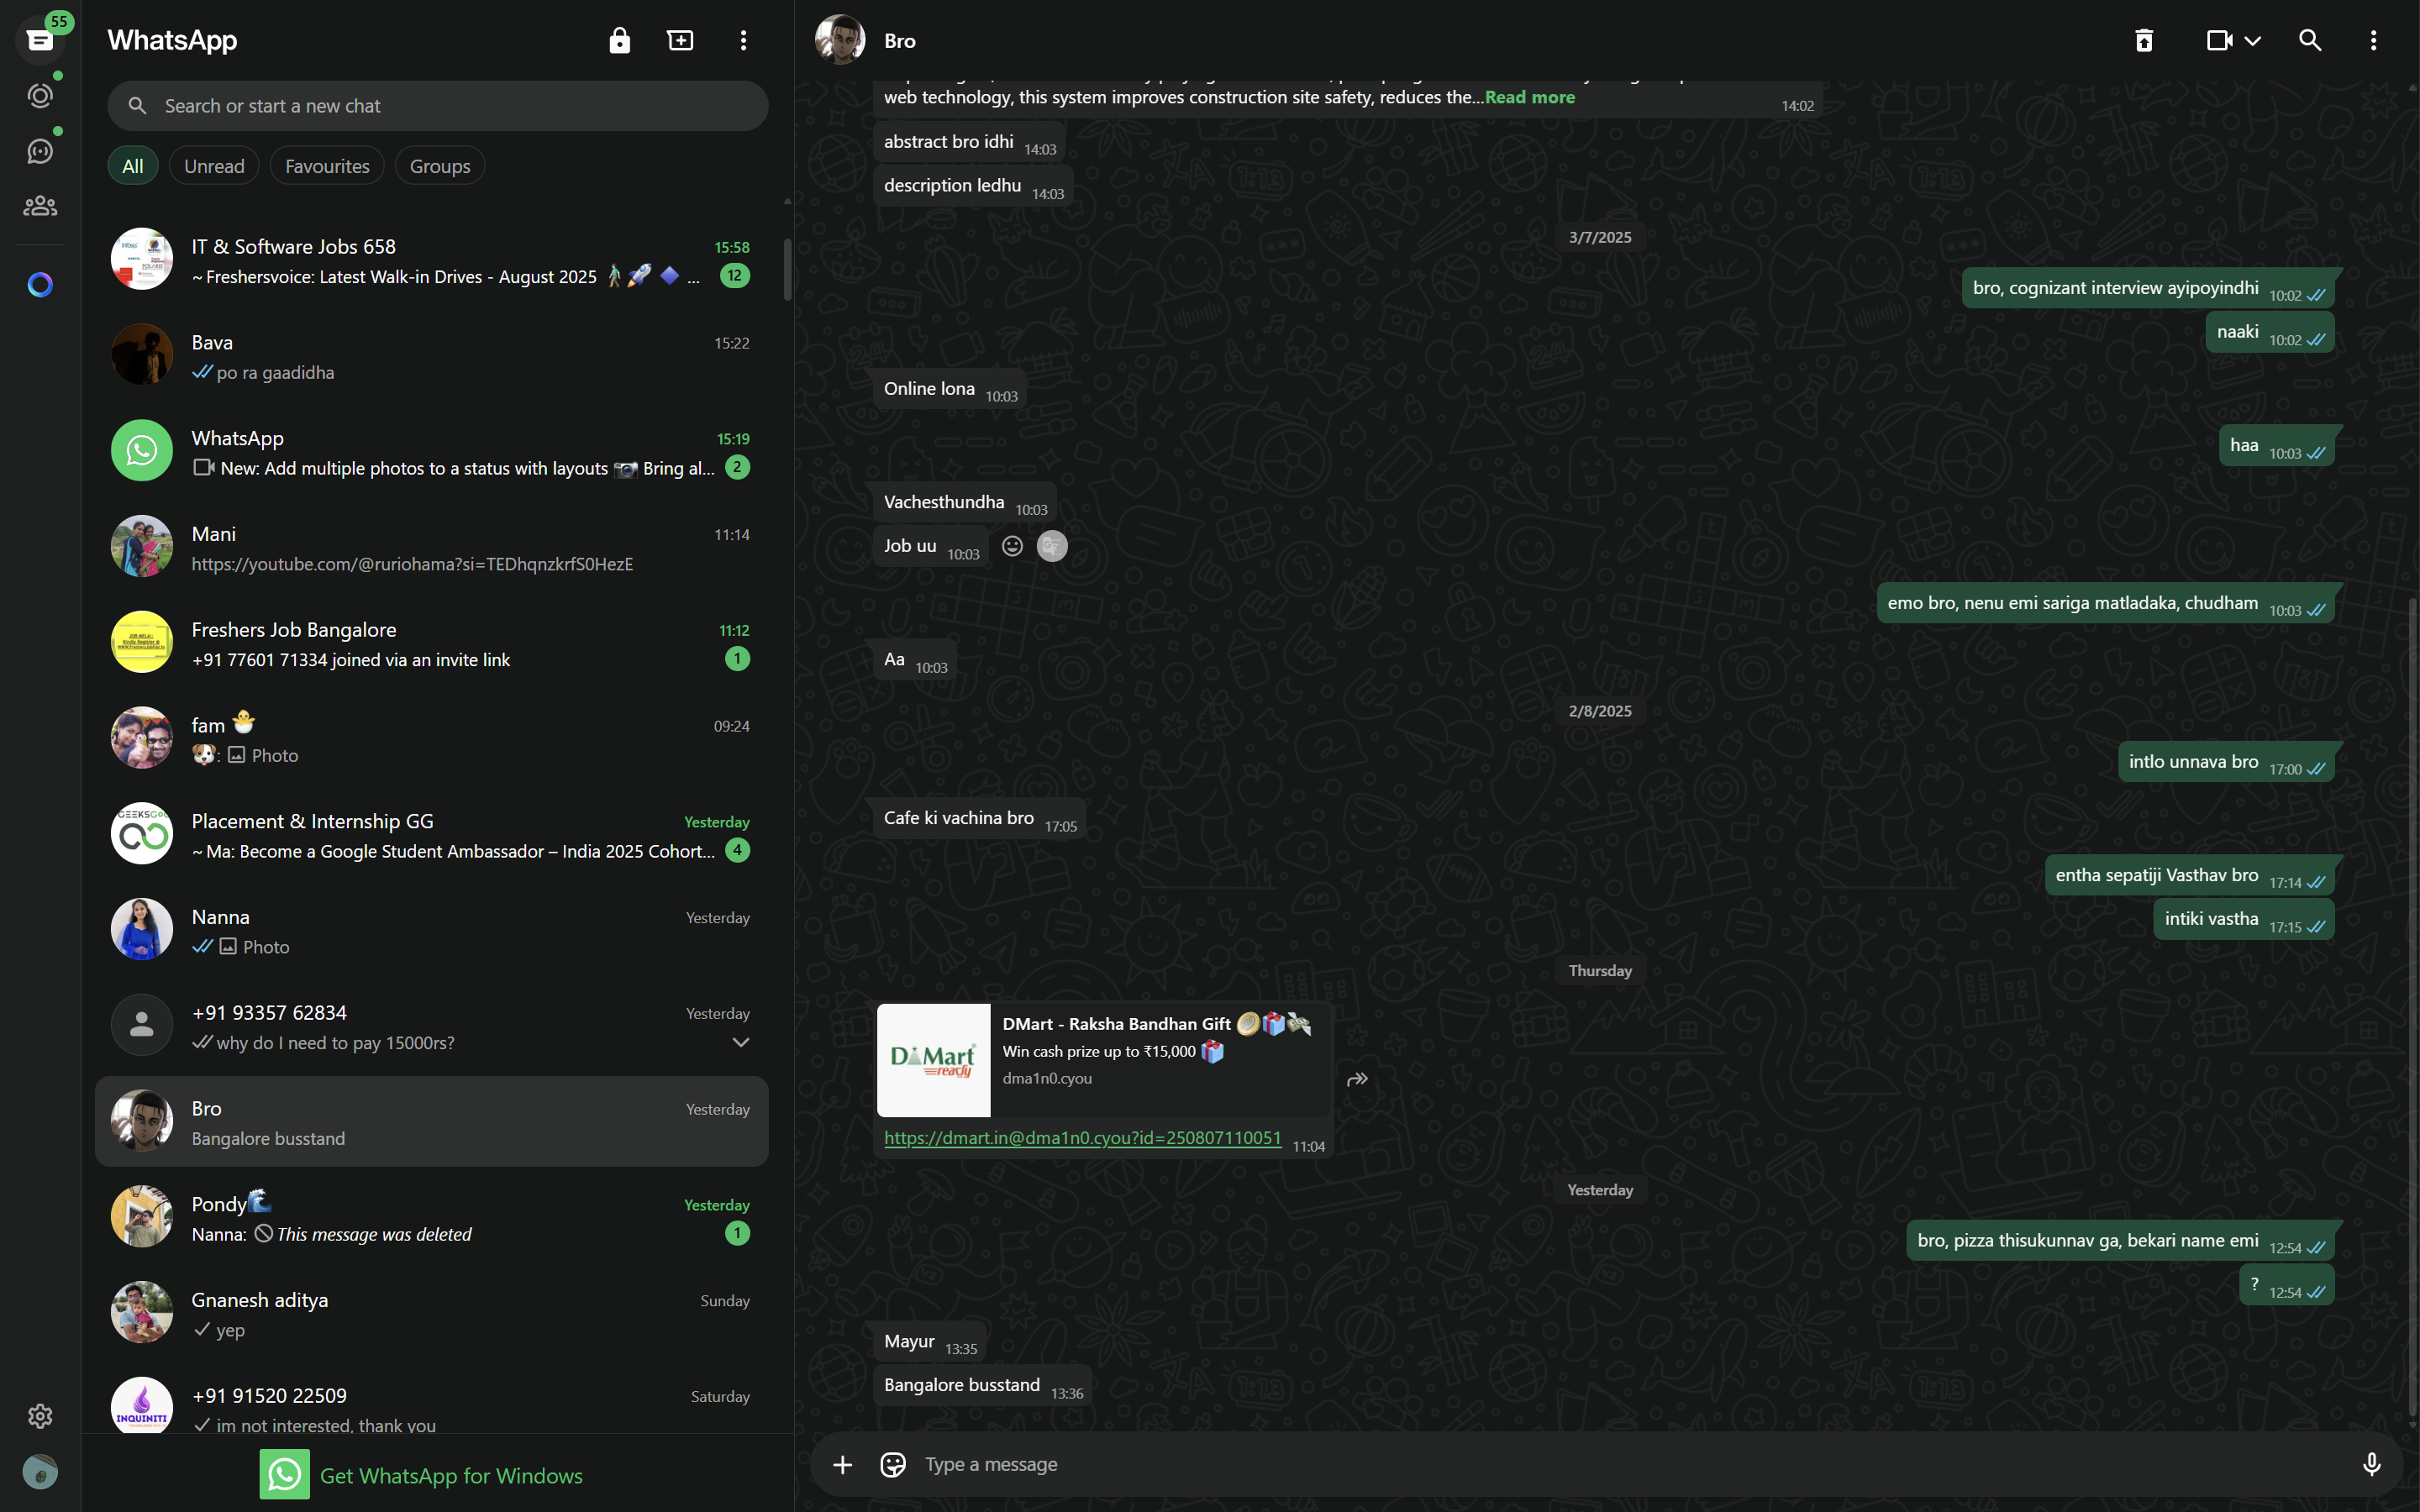 55
WhatsApp
Search or start a new chat
All
Unread
Favourites
Groups
IT & Software Jobs 658
15:58
~ Freshersvoice: Latest Walk-in Drives - August 2025 🚶🏻‍♂️🚀 🔷 ...
12
Bava
15:22
po ra gaadidha
WhatsApp
15:19
New: Add multiple photos to a status with layouts 📷 Bring al...
2
Mani
11:14
https://youtube.com/@ruriohama?si=TEDhqnzkrfS0HezE
Freshers Job Bangalore
11:12
+91 77601 71334 joined via an invite link
1
fam 🐣
09:24
🐶: Photo
GEEKSGO
Placement & Internship GG
Yesterday
~ Ma: Become a Google Student Ambassador – India 2025 Cohort...
4
Nanna
Yesterday
Photo
+91 93357 62834
Yesterday
why do I need to pay 15000rs?
Bro
Yesterday
Bangalore busstand
Pondy🌊
Yesterday
Nanna: This message was deleted
1
Gnanesh aditya
Sunday
yep
INQUINITI
+91 91520 22509
Saturday
im not interested, thank you
Get WhatsApp for Windows
Bro
web technology, this system improves construction site safety, reduces the...Read more
14:02
abstract bro idhi 14:03
description ledhu 14:03
3/7/2025
bro, cognizant interview ayipoyindhi 10:02
naaki 10:02
Online lona 10:03
haa 10:03
Vachesthundha 10:03
Job uu 10:03
emo bro, nenu emi sariga matladaka, chudham 10:03
Aa 10:03
2/8/2025
intlo unnava bro 17:00
Cafe ki vachina bro 17:05
entha sepatiji Vasthav bro 17:14
intiki vastha 17:15
Thursday
DMart ready
DMart - Raksha Bandhan Gift 🪙🎁💸
Win cash prize up to ₹15,000 🎁
dma1n0.cyou
https://dmart.in@dma1n0.cyou?id=250807110051 11:04
Yesterday
bro, pizza thisukunnav ga, bekari name emi 12:54
? 12:54
Mayur 13:35
Bangalore busstand 13:36
Type a message